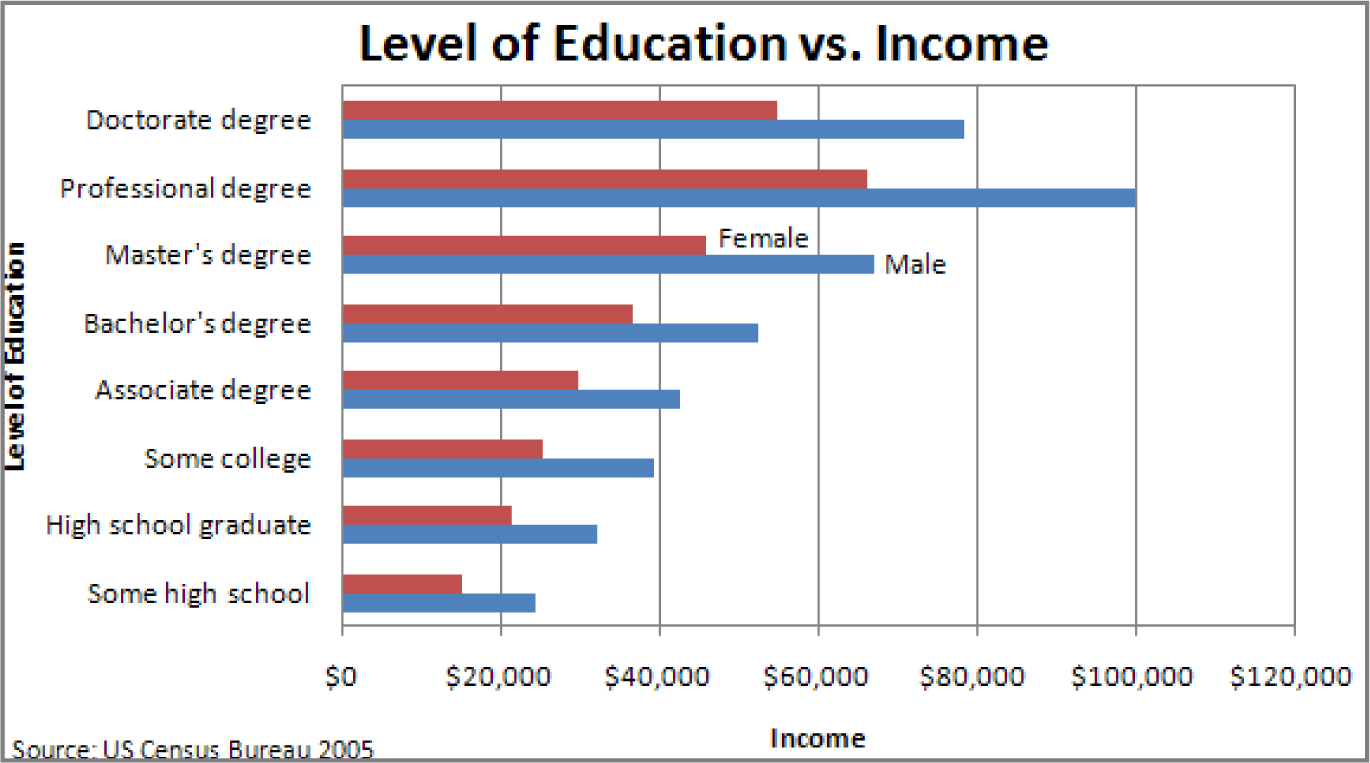 Level of Education vs. Income
Level of Education
Doctorate degree
Professional degree
Master's degree
Bachelor's degree
Associate degree
Some college
High school graduate
Some high school
Female
Male
$0 $20,000 $40,000 $60,000 $80,000 $100,000 $120,000
Income
Source: US Census Bureau 2005